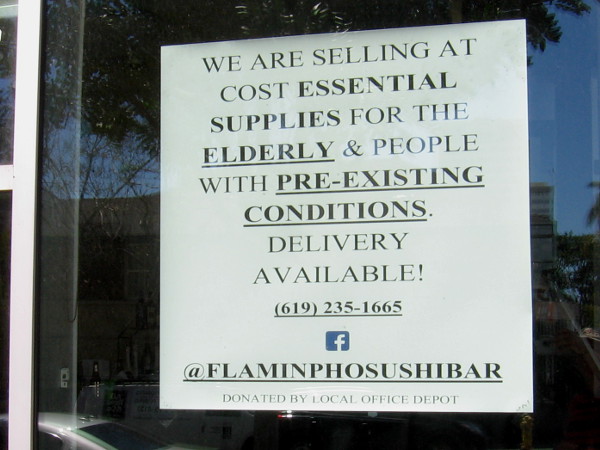 WE ARE SELLING AT
COST ESSENTIAL
SUPPLIES FOR THE
ELDERLY & PEOPLE
WITH PRE-EXISTING
CONDITIONS.
DELIVERY
AVAILABLE!
(619) 235-1665
f
@FLAMINPHOSUSHIBAR
DONATED BY LOCAL OFFICE DEPOT